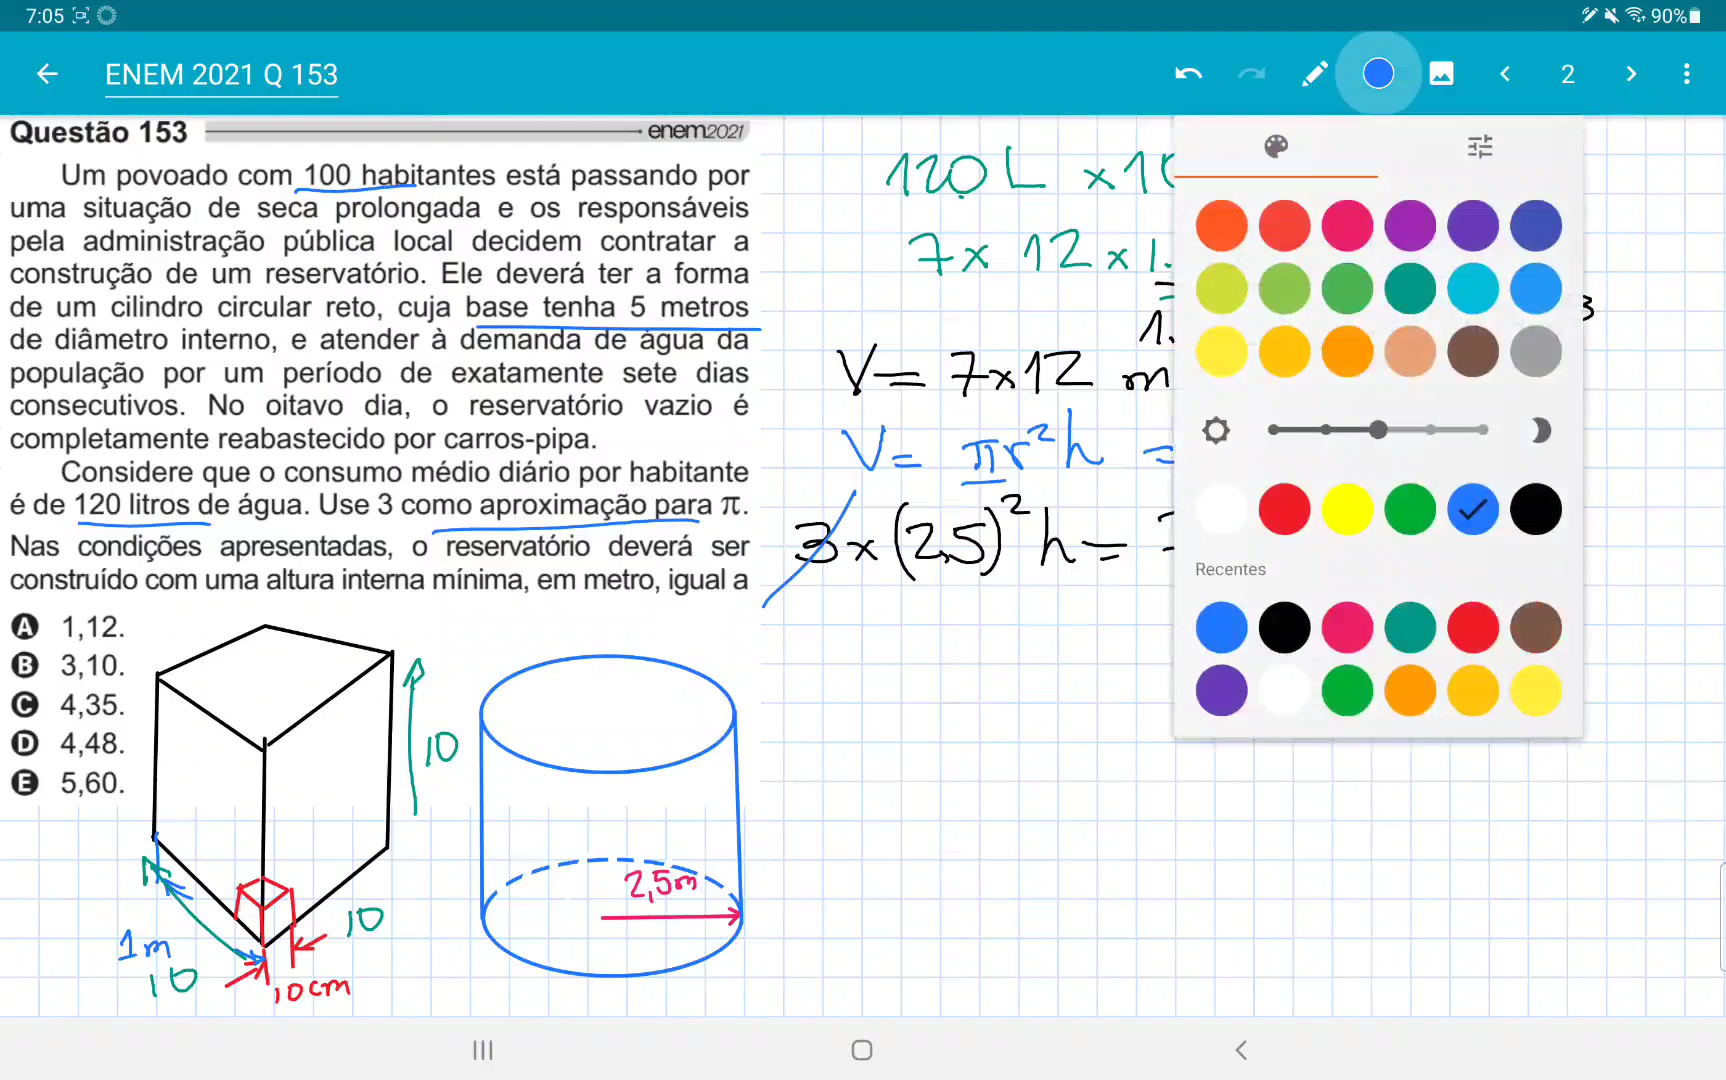 7:05
90%
ENEM 2021 Q 153
2
Questão 153
enem2021
Um povoado com 100 habitantes está passando por
uma situação de seca prolongada e os responsáveis
pela administração pública local decidem contratar a
construção de um reservatório. Ele deverá ter a forma
de um cilindro circular reto, cuja base tenha 5 metros
de diâmetro interno, e atender à demanda de água da
população por um período de exatamente sete dias
consecutivos. No oitavo dia, o reservatório vazio é
completamente reabastecido por carros-pipa.
Considere que o consumo médio diário por habitante
é de 120 litros de água. Use 3 como aproximação para π.
Nas condições apresentadas, o reservatório deverá ser
construído com uma altura interna mínima, em metro, igual a
A 1,12.
B 3,10.
C 4,35.
D 4,48.
E 5,60.
10
10
1m
10
10cm
2,5m
120 L x 10
7 x 12 x 1.
1.
3
V = 7x12 m
V = πr²h =
3x(2,5)²h =
Recentes